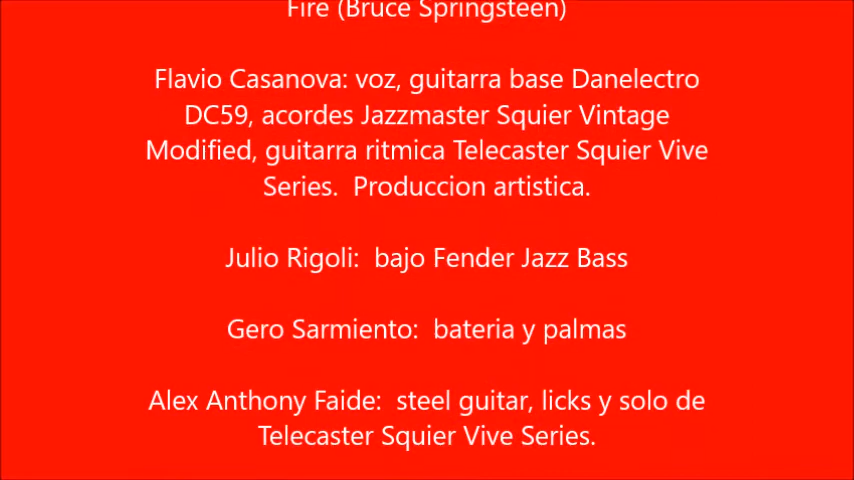 Fire (Bruce Springsteen)
Flavio Casanova: voz, guitarra base Danelectro
DC59, acordes Jazzmaster Squier Vintage
Modified, guitarra ritmica Telecaster Squier Vive
Series.  Produccion artistica.
Julio Rigoli:  bajo Fender Jazz Bass
Gero Sarmiento:  bateria y palmas
Alex Anthony Faide:  steel guitar, licks y solo de
Telecaster Squier Vive Series.